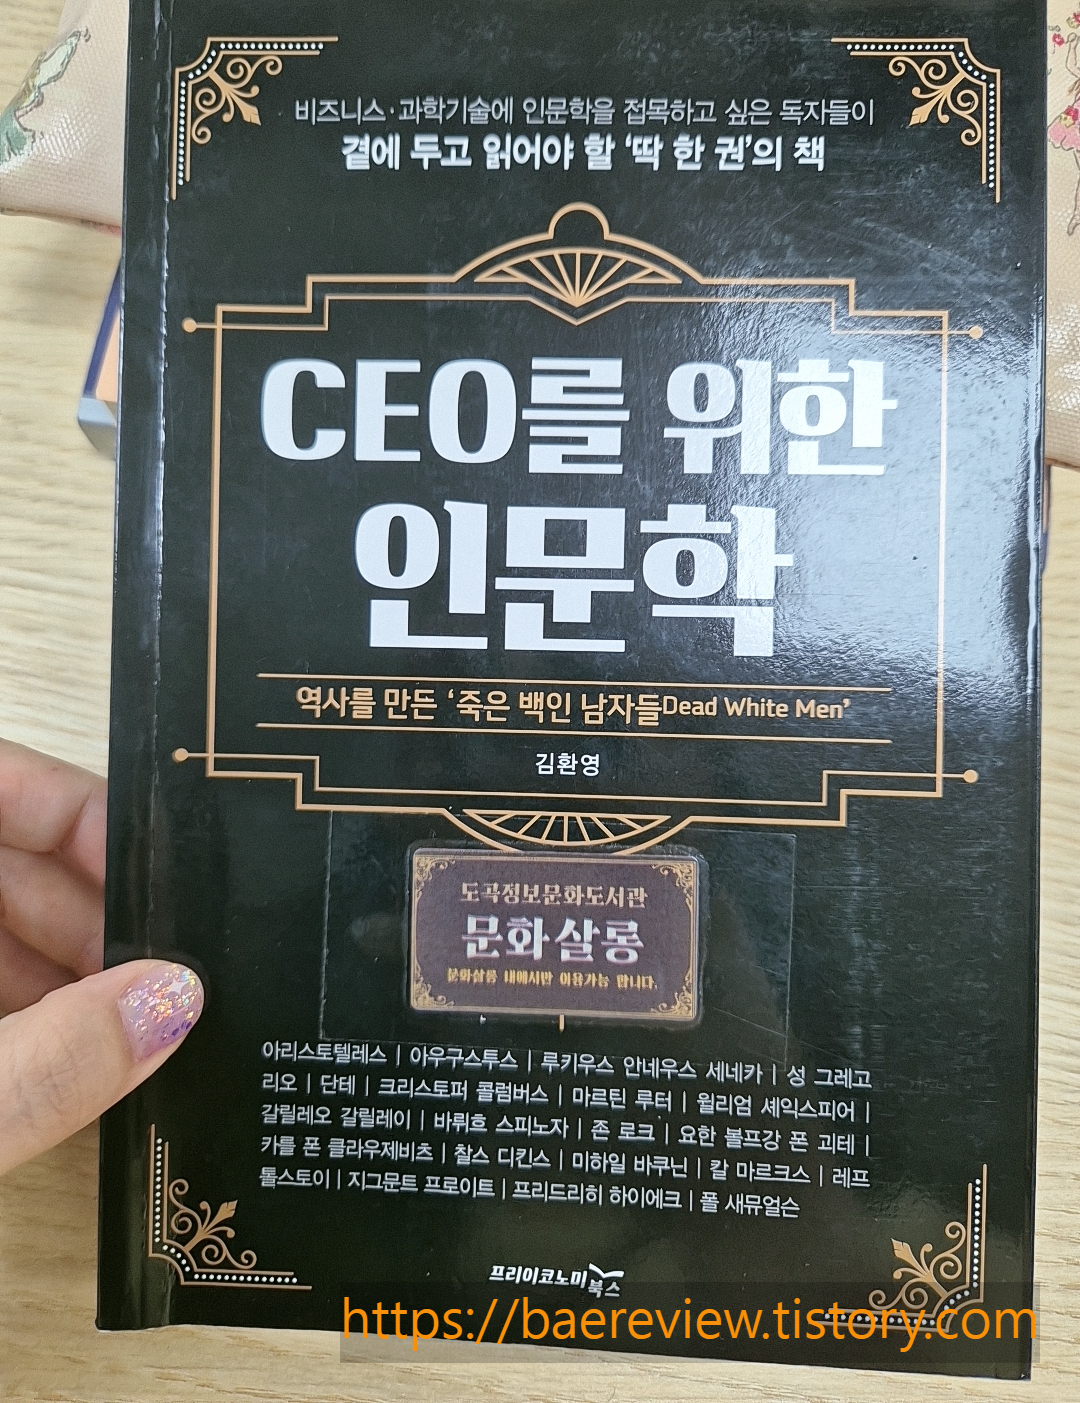 비즈니스·과학기술에 인문학을 접목하고 싶은 독자들이
곁에 두고 읽어야 할 ‘딱 한 권’의 책
CEO를 위한
인문학
역사를 만든 ‘죽은 백인 남자들Dead White Men’
김환영
도곡정보문화도서관
문화살롱
문화살롱 내에서만 이용가능 합니다.
아리스토텔레스 | 아우구스투스 | 루키우스 안네우스 세네카 | 성 그레고
리오 | 단테 | 크리스토퍼 콜럼버스 | 마르틴 루터 | 윌리엄 셰익스피어 |
갈릴레오 갈릴레이 | 바뤼흐 스피노자 | 존 로크 | 요한 볼프강 폰 괴테 |
카를 폰 클라우제비츠 | 찰스 디킨스 | 미하일 바쿠닌 | 칼 마르크스 | 레프
톨스토이 | 지그문트 프로이트 | 프리드리히 하이에크 | 폴 새뮤얼슨
프리이코노미북스
https://baereview.tistory.com